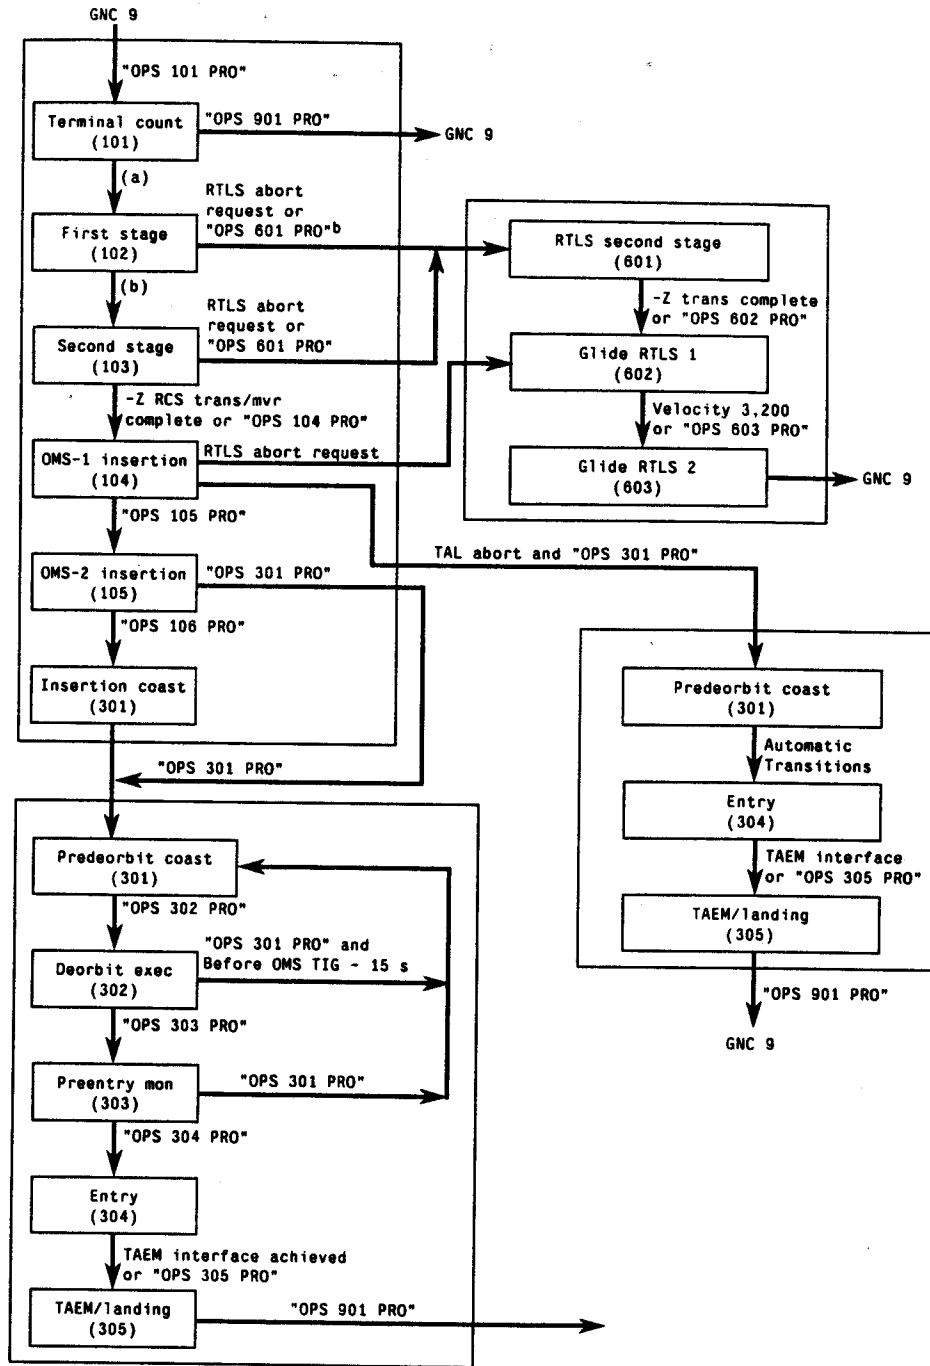 GNC 9
"OPS 101 PRO"
Terminal count
(101)
"OPS 901 PRO"
GNC 9
(a)
RTLS abort
request or
"OPS 601 PRO"b
First stage
(102)
(b)
RTLS abort
request or
"OPS 601 PRO"
Second stage
(103)
-Z RCS trans/mvr
complete or "OPS 104 PRO"
OMS-1 insertion
(104)
RTLS abort request
"OPS 105 PRO"
OMS-2 insertion
(105)
"OPS 301 PRO"
"OPS 106 PRO"
Insertion coast
(301)
"OPS 301 PRO"
RTLS second stage
(601)
-Z trans complete
or "OPS 602 PRO"
Glide RTLS 1
(602)
Velocity 3,200
or "OPS 603 PRO"
Glide RTLS 2
(603)
GNC 9
TAL abort and "OPS 301 PRO"
Predeorbit coast
(301)
Automatic
Transitions
Entry
(304)
TAEM interface
or "OPS 305 PRO"
TAEM/landing
(305)
"OPS 901 PRO"
GNC 9
Predeorbit coast
(301)
"OPS 302 PRO"
Deorbit exec
(302)
"OPS 301 PRO" and
Before OMS TIG - 15 s
"OPS 303 PRO"
Preentry mon
(303)
"OPS 301 PRO"
"OPS 304 PRO"
Entry
(304)
TAEM interface achieved
or "OPS 305 PRO"
TAEM/landing
(305)
"OPS 901 PRO"